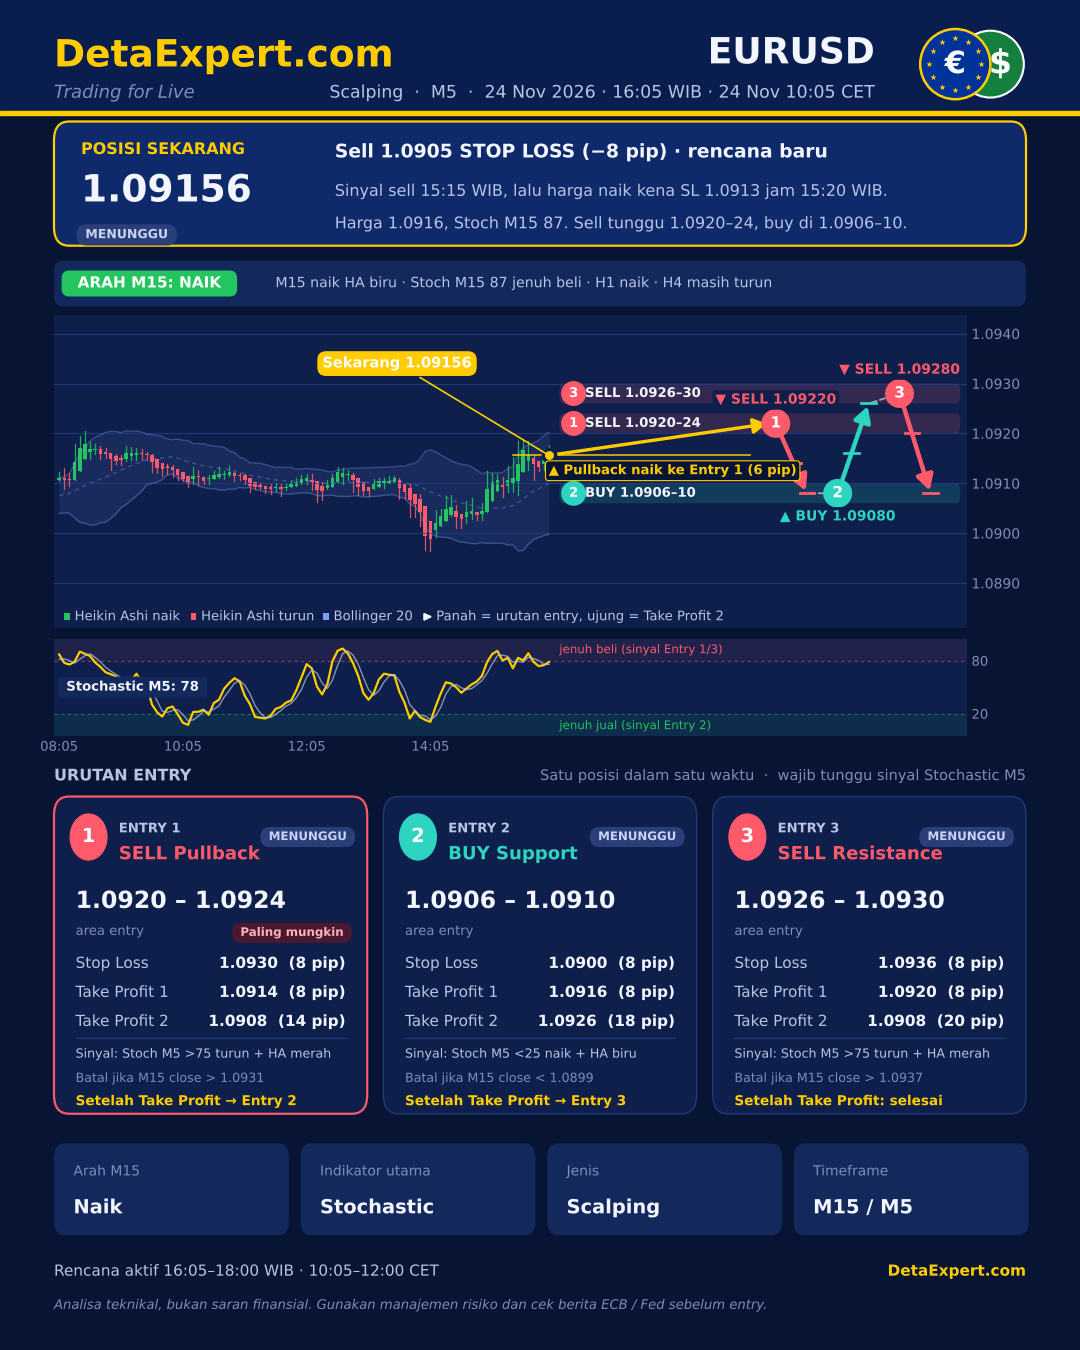 DetaExpert.com
EURUSD
€ $
Trading for Live
Scalping · M5 · 24 Nov 2026 · 16:05 WIB · 24 Nov 10:05 CET
POSISI SEKARANG
1.09156
MENUNGGU
Sell 1.0905 STOP LOSS (−8 pip) · rencana baru
Sinyal sell 15:15 WIB, lalu harga naik kena SL 1.0913 jam 15:20 WIB.
Harga 1.0916, Stoch M15 87. Sell tunggu 1.0920–24, buy di 1.0906–10.
ARAH M15: NAIK
M15 naik HA biru · Stoch M15 87 jenuh beli · H1 naik · H4 masih turun
1.0940
1.0930
1.0920
1.0910
1.0900
1.0890
Sekarang 1.09156
▼ SELL 1.09280
3 SELL 1.0926–30
▼ SELL 1.09220
3
1 SELL 1.0920–24
1
▲ Pullback naik ke Entry 1 (6 pip)
2 BUY 1.0906–10
2
▲ BUY 1.09080
Heikin Ashi naik
Heikin Ashi turun
Bollinger 20
Panah = urutan entry, ujung = Take Profit 2
jenuh beli (sinyal Entry 1/3)
80
Stochastic M5: 78
20
jenuh jual (sinyal Entry 2)
08:05
10:05
12:05
14:05
URUTAN ENTRY
Satu posisi dalam satu waktu · wajib tunggu sinyal Stochastic M5
1
ENTRY 1
MENUNGGU
SELL Pullback
1.0920 – 1.0924
area entry
Paling mungkin
Stop Loss 1.0930 (8 pip)
Take Profit 1 1.0914 (8 pip)
Take Profit 2 1.0908 (14 pip)
Sinyal: Stoch M5 >75 turun + HA merah
Batal jika M15 close > 1.0931
Setelah Take Profit → Entry 2
2
ENTRY 2
MENUNGGU
BUY Support
1.0906 – 1.0910
area entry
Stop Loss 1.0900 (8 pip)
Take Profit 1 1.0916 (8 pip)
Take Profit 2 1.0926 (18 pip)
Sinyal: Stoch M5 <25 naik + HA biru
Batal jika M15 close < 1.0899
Setelah Take Profit → Entry 3
3
ENTRY 3
MENUNGGU
SELL Resistance
1.0926 – 1.0930
area entry
Stop Loss 1.0936 (8 pip)
Take Profit 1 1.0920 (8 pip)
Take Profit 2 1.0908 (20 pip)
Sinyal: Stoch M5 >75 turun + HA merah
Batal jika M15 close > 1.0937
Setelah Take Profit: selesai
Arah M15
Naik
Indikator utama
Stochastic
Jenis
Scalping
Timeframe
M15 / M5
Rencana aktif 16:05–18:00 WIB · 10:05–12:00 CET
DetaExpert.com
Analisa teknikal, bukan saran finansial. Gunakan manajemen risiko dan cek berita ECB / Fed sebelum entry.